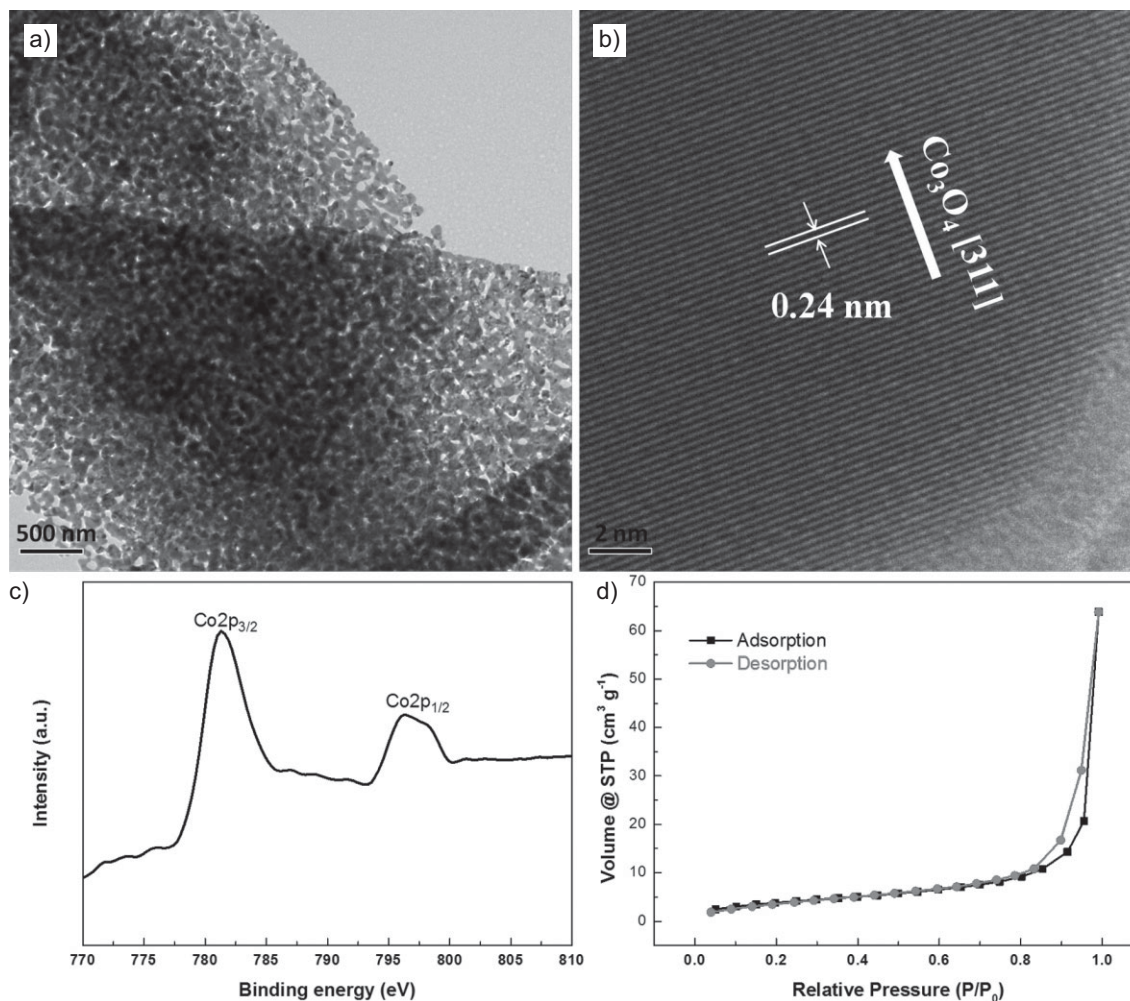 a)
500 nm
b)
Co₃O₄ [311]
0.24 nm
2 nm
c)
Co2p₃/₂
Co2p₁/₂
Intensity (a.u.)
770 775 780 785 790 795 800 805 810
Binding energy (eV)
d)
Adsorption
Desorption
Volume @ STP (cm³ g⁻¹)
70
60
50
40
30
20
10
0
0.0 0.2 0.4 0.6 0.8 1.0
Relative Pressure (P/P₀)